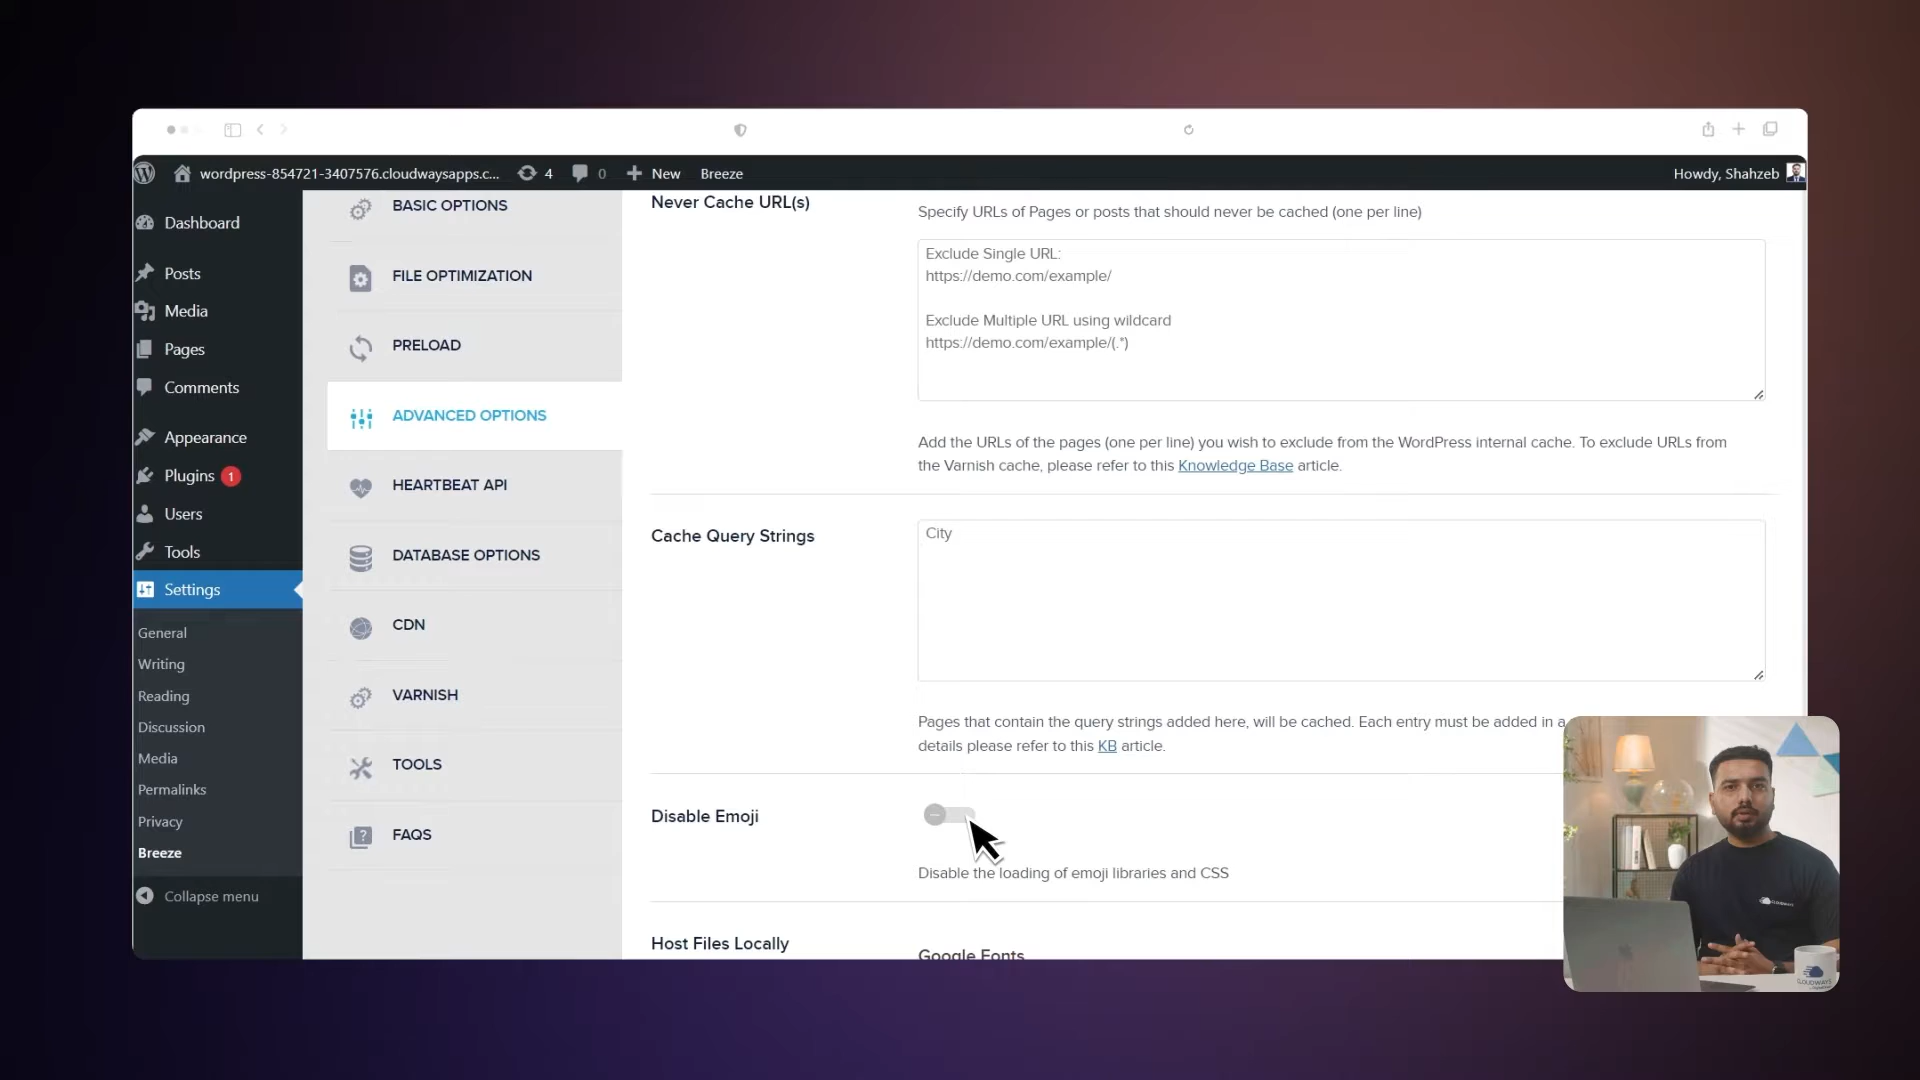 wordpress-854721-3407576.cloudwaysapps.c...
4
0
New
Breeze
Howdy, Shahzeb
Dashboard
Posts
Media
Pages
Comments
Appearance
Plugins 1
Users
Tools
Settings
General
Writing
Reading
Discussion
Media
Permalinks
Privacy
Breeze
Collapse menu
BASIC OPTIONS
FILE OPTIMIZATION
PRELOAD
ADVANCED OPTIONS
HEARTBEAT API
DATABASE OPTIONS
CDN
VARNISH
TOOLS
FAQS
Never Cache URL(s)
Specify URLs of Pages or posts that should never be cached (one per line)
Exclude Single URL:
https://demo.com/example/
Exclude Multiple URL using wildcard
https://demo.com/example/(.*)
Add the URLs of the pages (one per line) you wish to exclude from the WordPress internal cache. To exclude URLs from
the Varnish cache, please refer to this Knowledge Base article.
Cache Query Strings
City
Pages that contain the query strings added here, will be cached. Each entry must be added in a
details please refer to this KB article.
Disable Emoji
Disable the loading of emoji libraries and CSS
Host Files Locally
Google Fonts
CLOUDWAYS
CLOUDWAYS